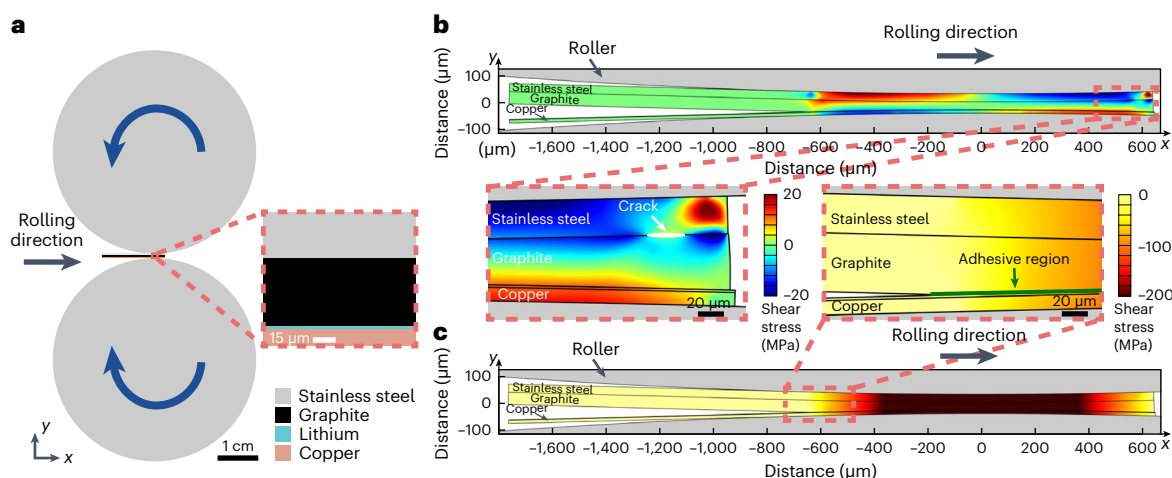 a
Rolling
direction
15 µm
Stainless steel
Graphite
Lithium
Copper
y
x
1 cm
b
Distance (µm)
y
100
0
–100
(µm)
Roller
Rolling direction
Stainless steel
Graphite
Copper
–1,600
–1,400
–1,200
–1,000
–800
–600
–400
–200
0
200
400
600
x
Distance (µm)
Stainless steel
Crack
Graphite
Copper
20 µm
20
0
–20
Shear
stress
(MPa)
Stainless steel
Graphite
Adhesive region
Copper
20 µm
0
–100
–200
Shear
stress
(MPa)
c
Distance (µm)
y
100
0
–100
Roller
Rolling direction
Stainless steel
Graphite
Copper
–1,600
–1,400
–1,200
–1,000
–800
–600
–400
–200
0
200
400
600
x
Distance (µm)